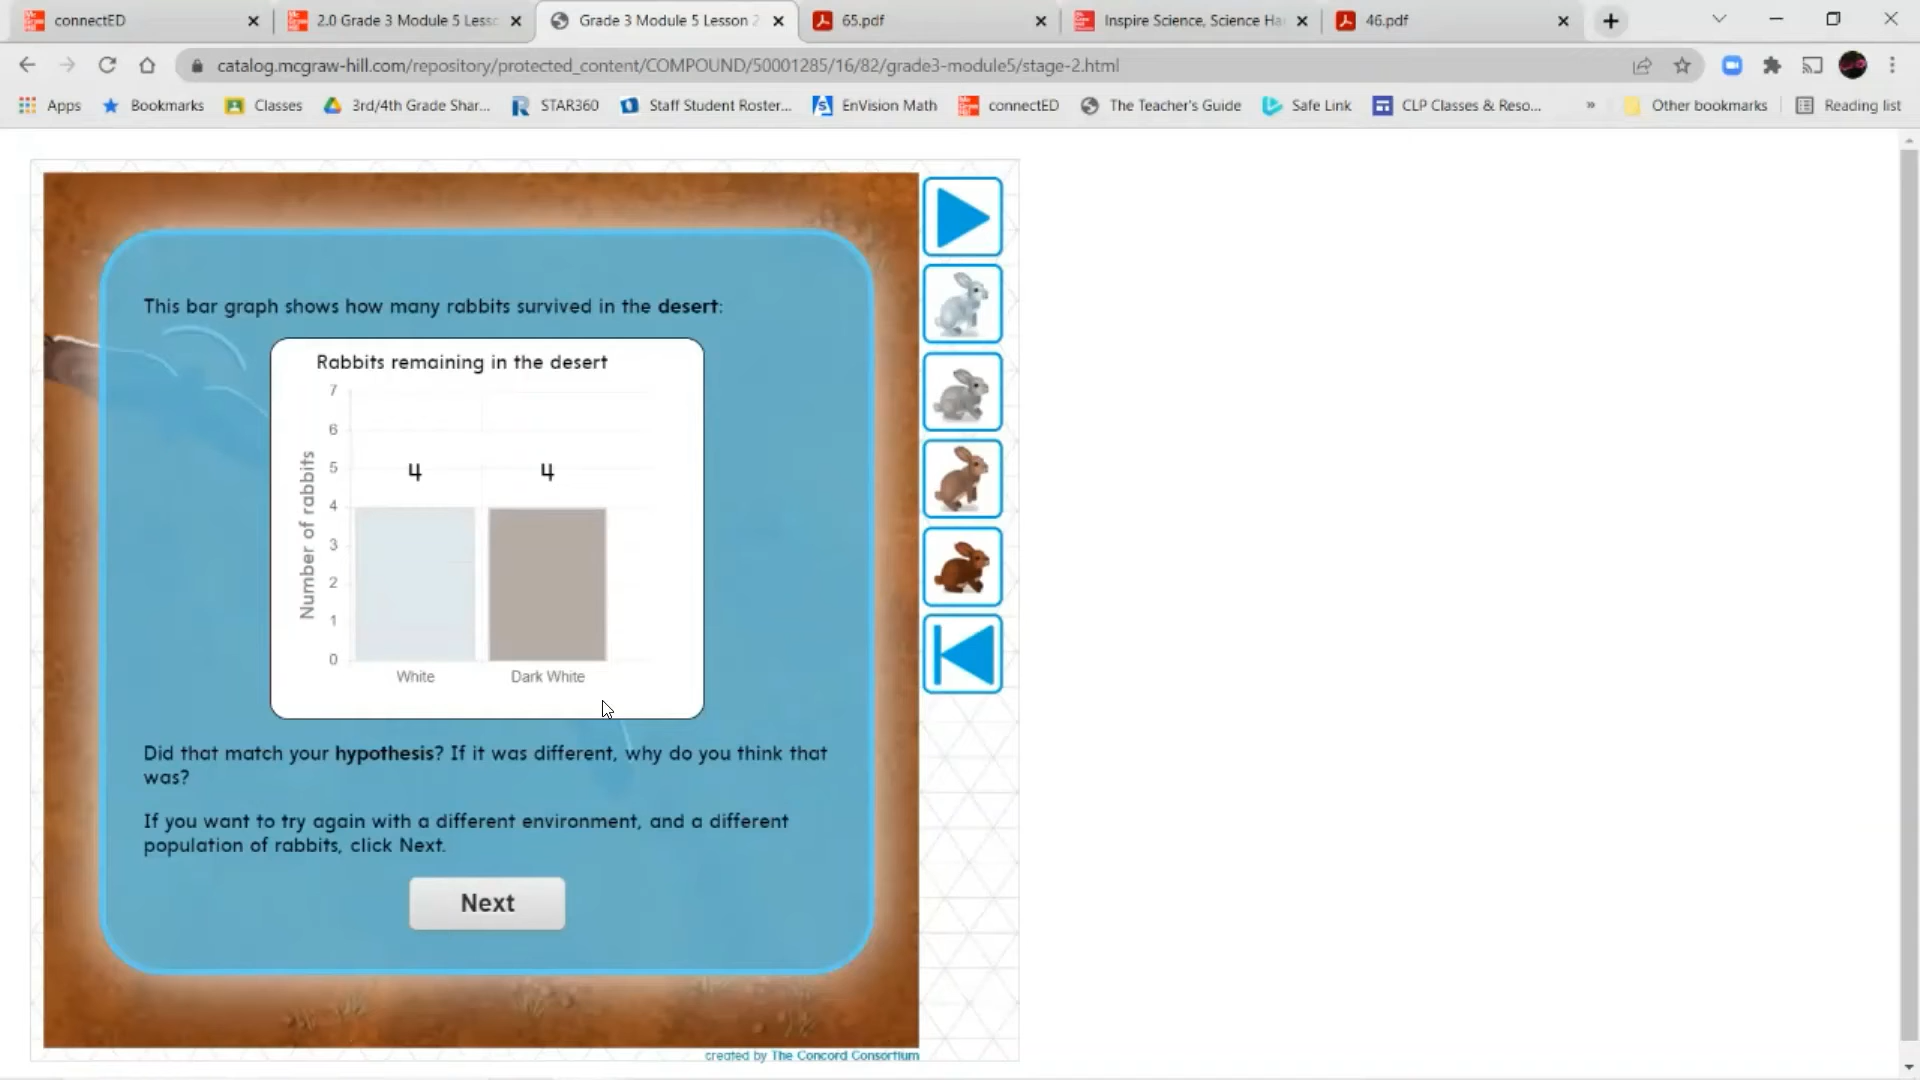 connectED
2.0 Grade 3 Module 5 Less
Grade 3 Module 5 Lesson 2
65.pdf
Inspire Science, Science Ha
46.pdf
catalog.mcgraw-hill.com/repository/protected_content/COMPOUND/50001285/16/82/grade3-module5/stage-2.html
Apps
Bookmarks
Classes
3rd/4th Grade Shar...
STAR360
Staff Student Roster...
EnVision Math
connectED
The Teacher's Guide
Safe Link
CLP Classes & Reso...
»
Other bookmarks
Reading list
This bar graph shows how many rabbits survived in the desert:
Rabbits remaining in the desert
Number of rabbits
7
6
5
4
3
2
1
0
4
4
White
Dark White
Did that match your hypothesis? If it was different, why do you think that
was?
If you want to try again with a different environment, and a different
population of rabbits, click Next.
Next
created by The Concord Consortium